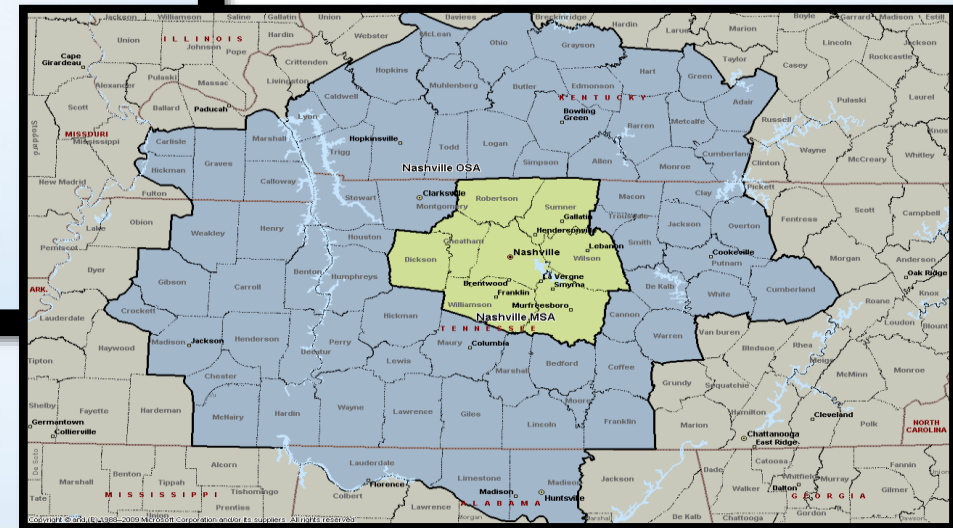 Jackson Williamson Saline Gallatin Union Daviess Breckinridge Hardin Boyle Garrard Madison Estill
Union ILLINOIS Hardin Webster McLean Ohio Grayson Larue Marion Lincoln Jackson
Johnson Pope Rockcastle
Cape
Girardeau
Crittenden Taylor Casey
Alexander Pulaski Massac Livingston Hopkins Muhlenberg Butler Edmonson Hart Green
Scott Ballard Paducah Caldwell KENTUCKY Adair Pulaski Laurel
Stoddard
MISSOURI
Mississippi Carlisle Marshall Lyon Hopkinsville Bowling
Green Barren Metcalfe Russell Wayne Knox
Graves Trigg Todd Logan Simpson Allen Monroe Cumberland Clinton McCreary Whitley
Hickman Nashville OSA
New Madrid Fulton Calloway Stewart Clarksville
Montgomery Robertson Sumner Macon Clay Pickett Scott Campbell
Lake Obion Weakley Henry Houston Gallatin Trousdale Jackson Overton Fentress
Pemiscot Cheatham Hendersonville Smith
Dyer Gibson Carroll Benton Humphreys Dickson Nashville Lebanon
Wilson Cookeville
Putnam Morgan Anderson
Oak Ridge
ARK. Brentwood La Vergne
Smyrna De Kalb White Cumberland Roane Knox
Franklin
Lauderdale Crockett Hickman Williamson Murfreesboro Cannon Loudon Blount
Nashville MSA
TENNESSEE
Haywood Madison Jackson Henderson Decatur Perry Maury Columbia Warren Van buren Bledsoe Rhea
Meigs
Tipton Chester Lewis Marshall Bedford Coffee Grundy Sequatchie McMinn Monroe
Shelby Fayette Hardeman McNairy Hardin Wayne Lawrence Giles Moore
Lincoln Franklin Marion Hamilton Cleveland Polk
Germantown
Collierville
NORTH
CAROLINA
Chattanooga
East Ridge
De Soto Marshall Benton Alcorn
Tippah Lauderdale Limestone Madison Jackson Dade Catoosa Fannin
Walker Whitfield Murray Gilmer
Tate MISSISSIPPI Tishomingo Florence
Colbert Madison Huntsville Dalton GEORGIA
Union Prentiss Lawrence Morgan ALABAMA Marshall De Kalb Chattooga Gordon Dawson
Copyright © and (P) 1988–2009 Microsoft Corporation and/or its suppliers. All rights reserved.